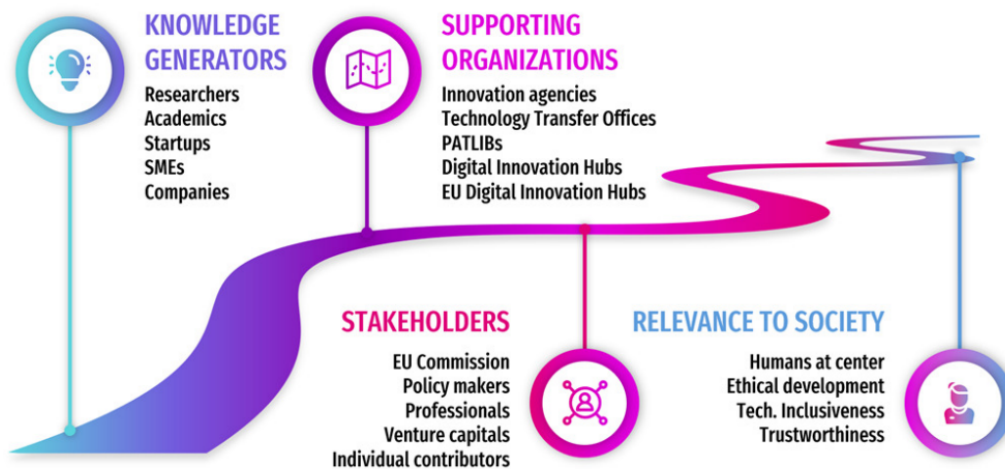 KNOWLEDGE
GENERATORS
Researchers
Academics
Startups
SMEs
Companies
SUPPORTING
ORGANIZATIONS
Innovation agencies
Technology Transfer Offices
PATLIBs
Digital Innovation Hubs
EU Digital Innovation Hubs
STAKEHOLDERS
EU Commission
Policy makers
Professionals
Venture capitals
Individual contributors
RELEVANCE TO SOCIETY
Humans at center
Ethical development
Tech. Inclusiveness
Trustworthiness